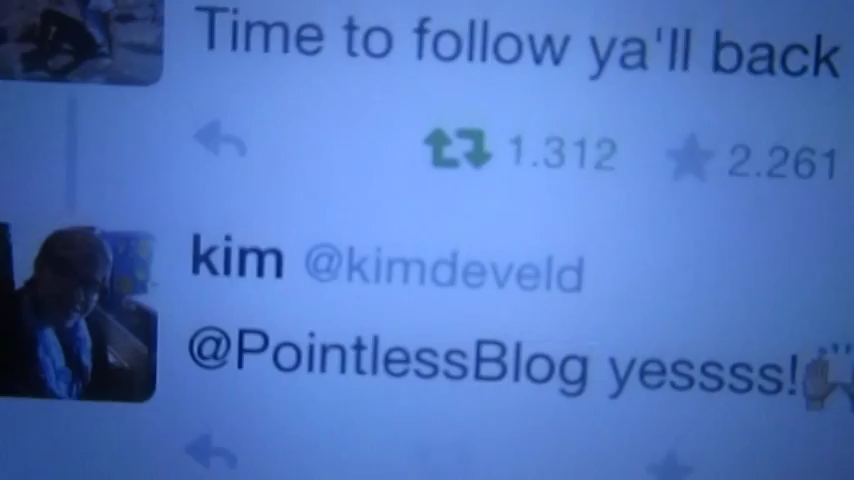 Time to follow ya'll back
1.312 2.261
kim @kimdeveld
@PointlessBlog yessss!